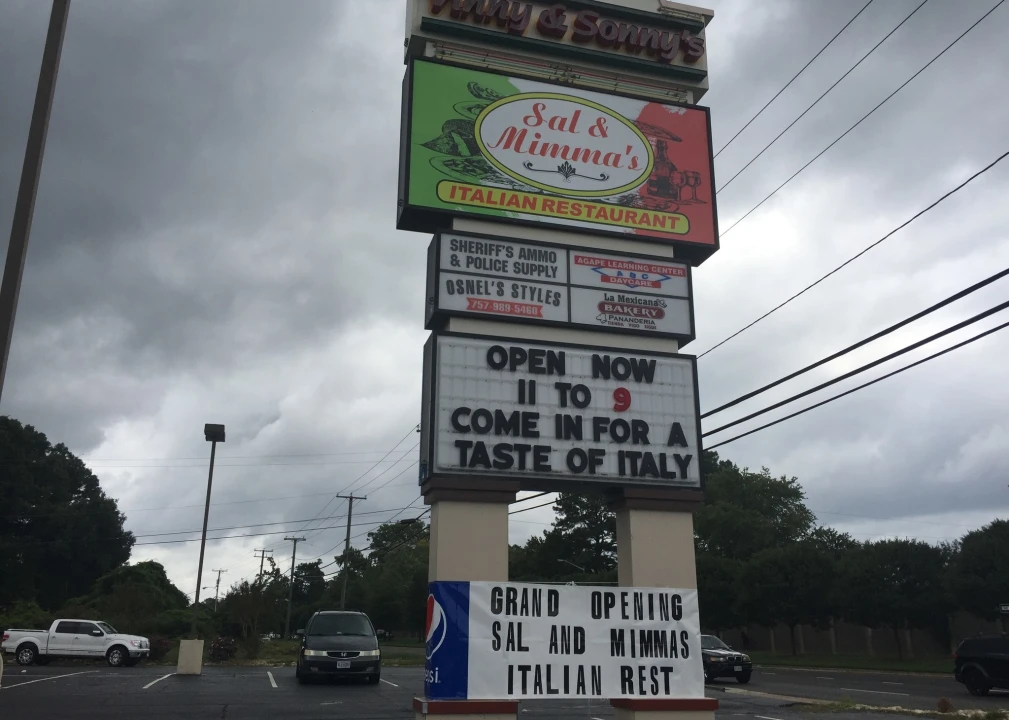 & Sonny's
Sal &
Mimma's
ITALIAN RESTAURANT
SHERIFF'S AMMO
& POLICE SUPPLY
AGAPE LEARNING CENTER
A B C
DAYCARE
OSNEL'S STYLES
757-989-5460
La Mexicana
BAKERY
PANADERIA
OPEN NOW
11 TO 9
COME IN FOR A
TASTE OF ITALY
GRAND OPENING
SAL AND MIMMAS
ITALIAN REST